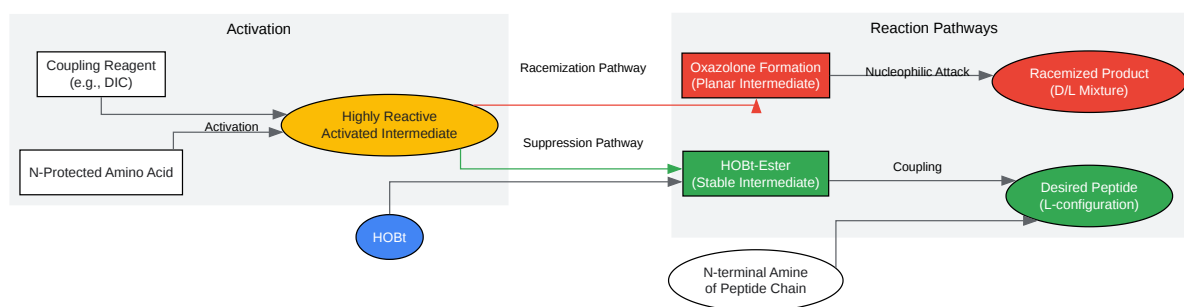 Activation
Reaction Pathways
Coupling Reagent
(e.g., DIC)
N-Protected Amino Acid
Activation
Highly Reactive
Activated Intermediate
HOBt
Racemization Pathway
Suppression Pathway
Oxazolone Formation
(Planar Intermediate)
Nucleophilic Attack
Racemized Product
(D/L Mixture)
HOBt-Ester
(Stable Intermediate)
Coupling
Desired Peptide
(L-configuration)
N-terminal Amine
of Peptide Chain